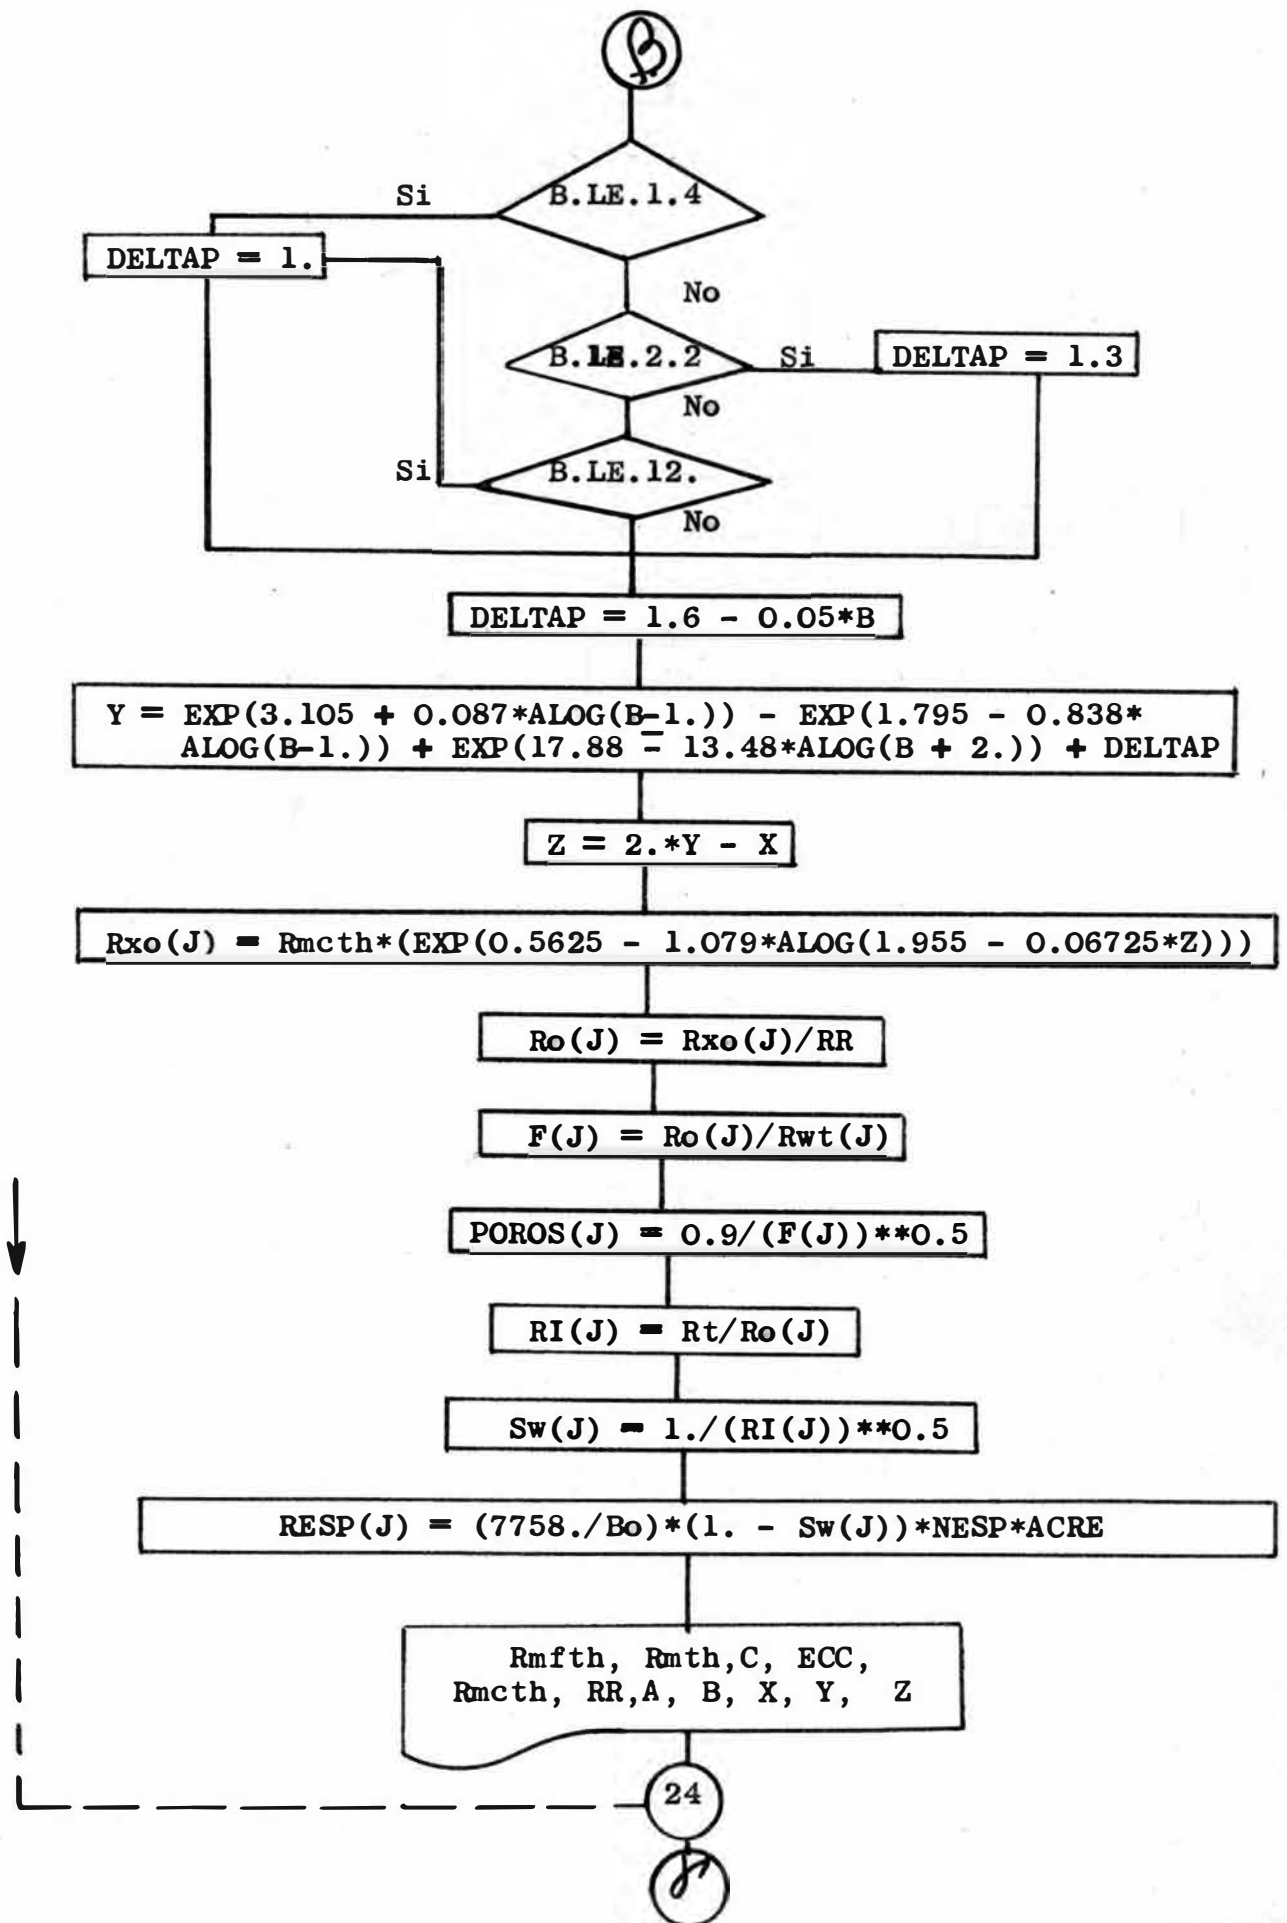 β
B.LE.1.4
Si
DELTAP = 1.
No
B.LE.2.2
Si
DELTAP = 1.3
No
Si
B.LE.12.
No
DELTAP = 1.6 - 0.05*B
Y = EXP(3.105 + 0.087*ALOG(B-1.)) - EXP(1.795 - 0.838*
ALOG(B-1.)) + EXP(17.88 - 13.48*ALOG(B + 2.)) + DELTAP
Z = 2.*Y - X
Rxo(J) = Rmcth*(EXP(0.5625 - 1.079*ALOG(1.955 - 0.06725*Z)))
Ro(J) = Rxo(J)/RR
F(J) = Ro(J)/Rwt(J)
POROS(J) = 0.9/(F(J))**0.5
RI(J) = Rt/Ro(J)
Sw(J) = 1./(RI(J))**0.5
RESP(J) = (7758./Bo)*(1. - Sw(J))*NESP*ACRE
Rmfth, Rmth,C, ECC,
Rmcth, RR,A, B, X, Y, Z
24